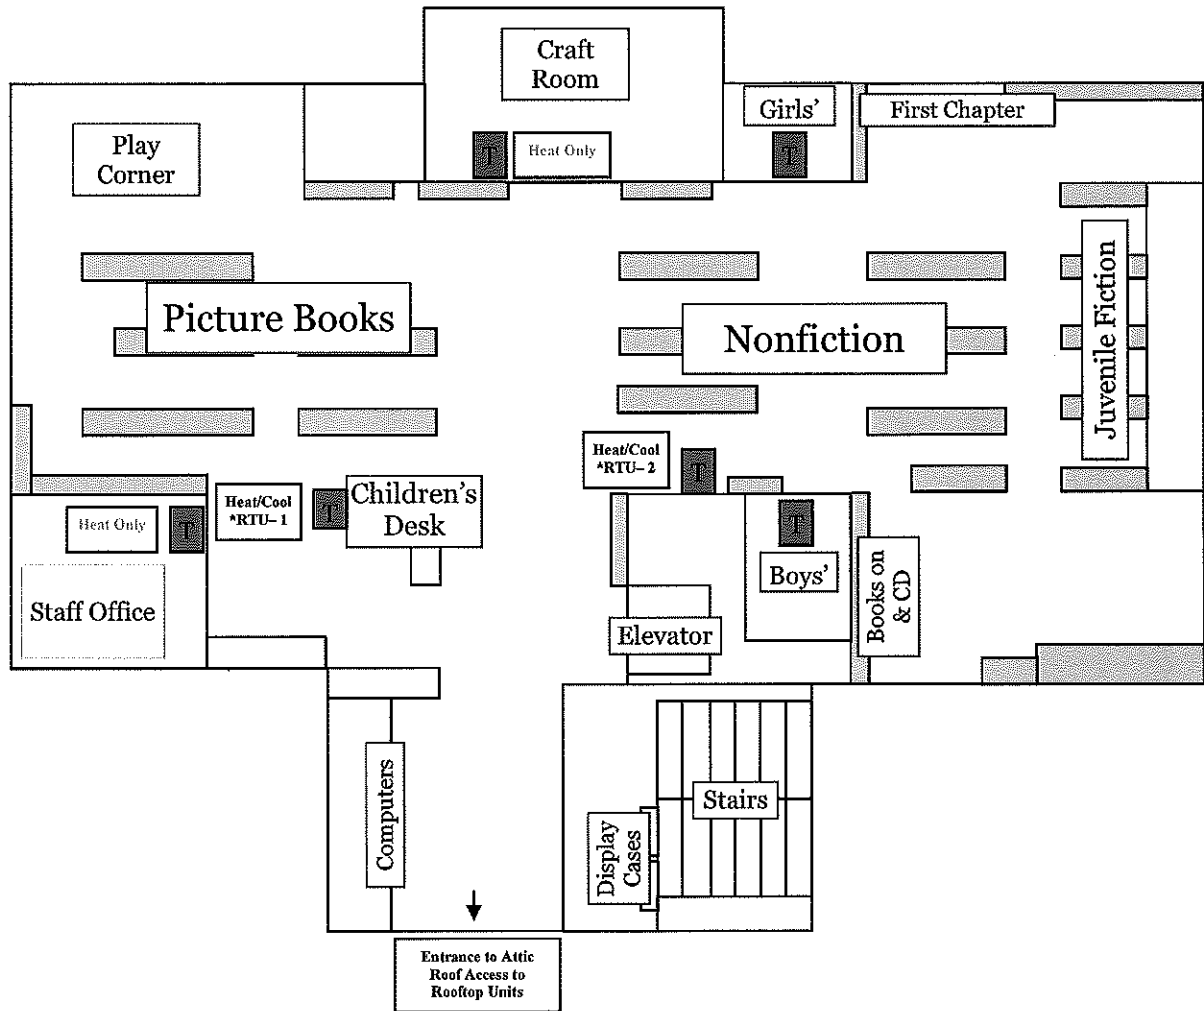 Craft
Room
Girls'
First Chapter
Play
Corner
T
Heat Only
T
Picture Books
Nonfiction
Juvenile Fiction
Heat/Cool
*RTU– 2
T
Heat/Cool
*RTU– 1
T
Children's
Desk
Heat Only
T
T
Boys'
Books on
& CD
Staff Office
Elevator
Computers
Stairs
Display
Cases
Entrance to Attic
Roof Access to
Rooftop Units